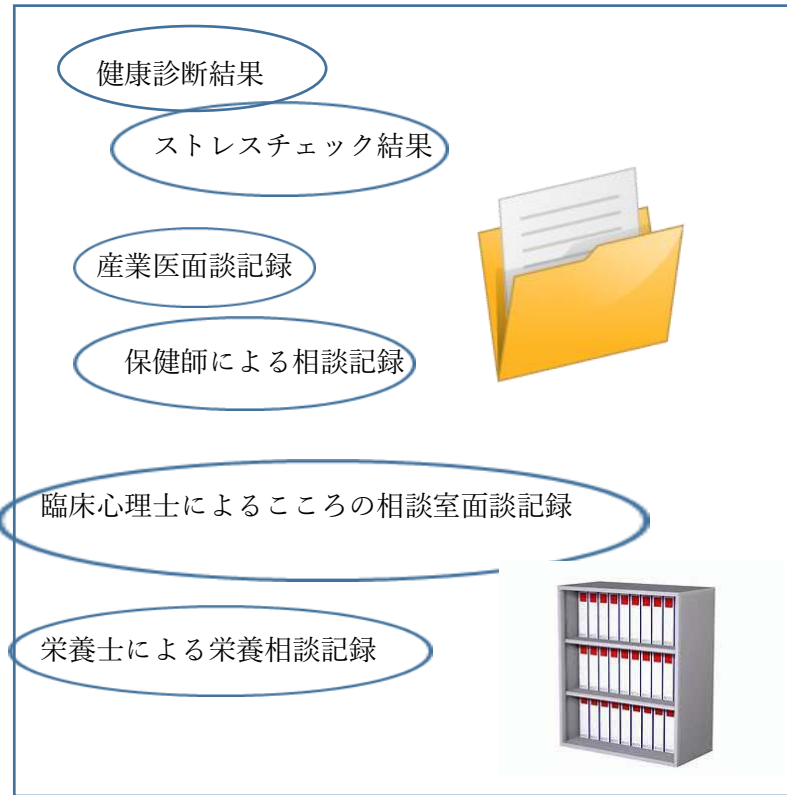 健康診断結果
ストレスチェック結果
産業医面談記録
保健師による相談記録
臨床心理士によるこころの相談室面談記録
栄養士による栄養相談記録